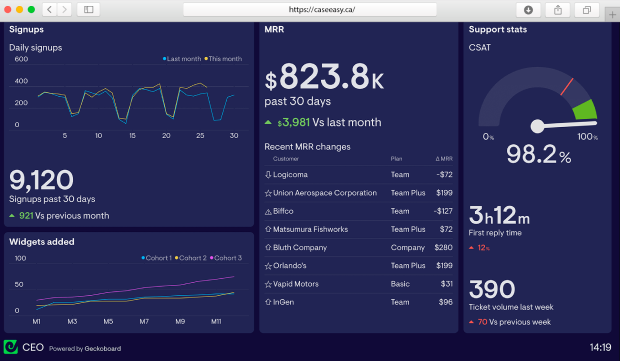 https://caseeasy.ca/
Signups
Daily signups
Last month This month
600
400
200
0
5 10 15 20 25 30
9,120
Signups past 30 days
921 Vs previous month
Widgets added
Cohort 1 Cohort 2 Cohort 3
100
50
0
M1 M3 M5 M7 M9 M11
MRR
$823.8K
past 30 days
$3,981 Vs last month
Recent MRR changes
Customer Plan Δ MRR
Logicoma Team -$72
Union Aerospace Corporation Team Plus $199
Biffco Team -$127
Matsumura Fishworks Team Plus $72
Bluth Company Company $280
Orlando's Team Plus $199
Vapid Motors Basic $31
InGen Team $96
Support stats
CSAT
0% 100%
98.2%
3h12m
First reply time
12%
390
Ticket volume last week
70 Vs previous week
CEO Powered by Geckoboard
14:19